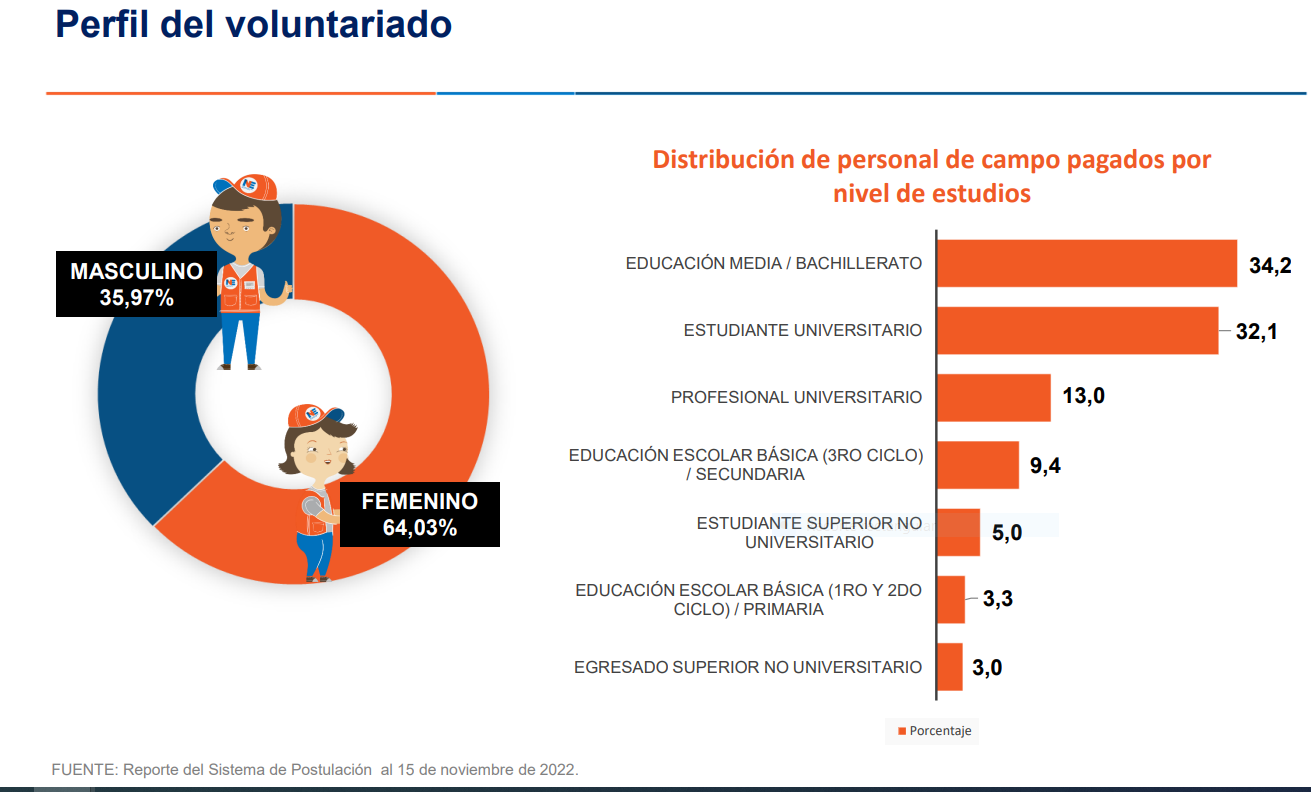 Perfil del voluntariado
MASCULINO
35,97%
FEMENINO
64,03%
Distribución de personal de campo pagados por
nivel de estudios
EDUCACIÓN MEDIA / BACHILLERATO
34,2
ESTUDIANTE UNIVERSITARIO
32,1
PROFESIONAL UNIVERSITARIO
13,0
EDUCACIÓN ESCOLAR BÁSICA (3RO CICLO)
/ SECUNDARIA
9,4
ESTUDIANTE SUPERIOR NO
UNIVERSITARIO
5,0
EDUCACIÓN ESCOLAR BÁSICA (1RO Y 2DO
CICLO) / PRIMARIA
3,3
EGRESADO SUPERIOR NO UNIVERSITARIO
3,0
Porcentaje
FUENTE: Reporte del Sistema de Postulación al 15 de noviembre de 2022.